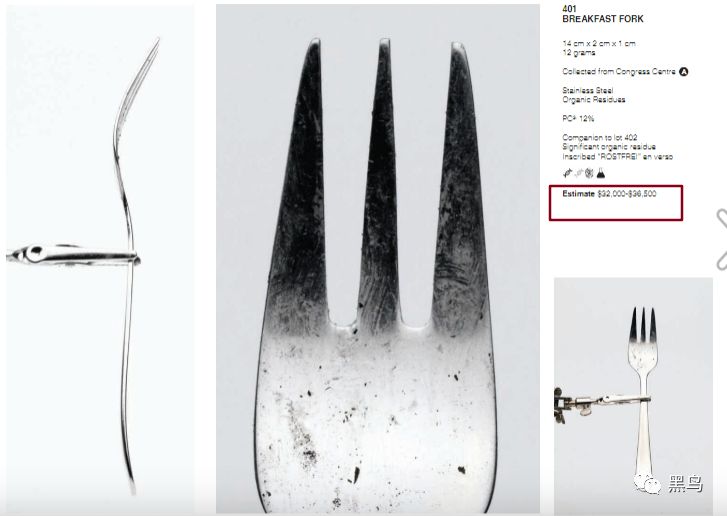 401
BREAKFAST FORK
14 cm x 2 cm x 1 cm
12 grams
Collected from Congress Centre A
Stainless Steel
Organic Residues
PC‡ 12%
Companion to lot 402
Significant organic residue
Inscribed "ROSTFREI" en verso
Estimate $32,000-$36,500
黑鸟